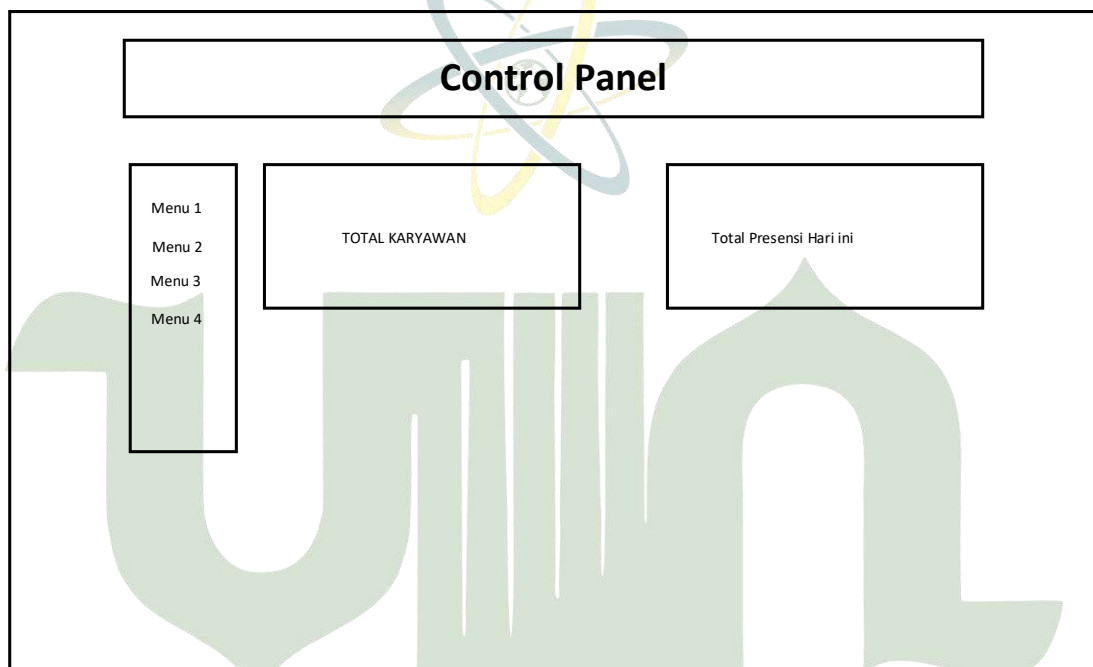 Control Panel
Menu 1
Menu 2
Menu 3
Menu 4
TOTAL KARYAWAN
Total Presensi Hari ini